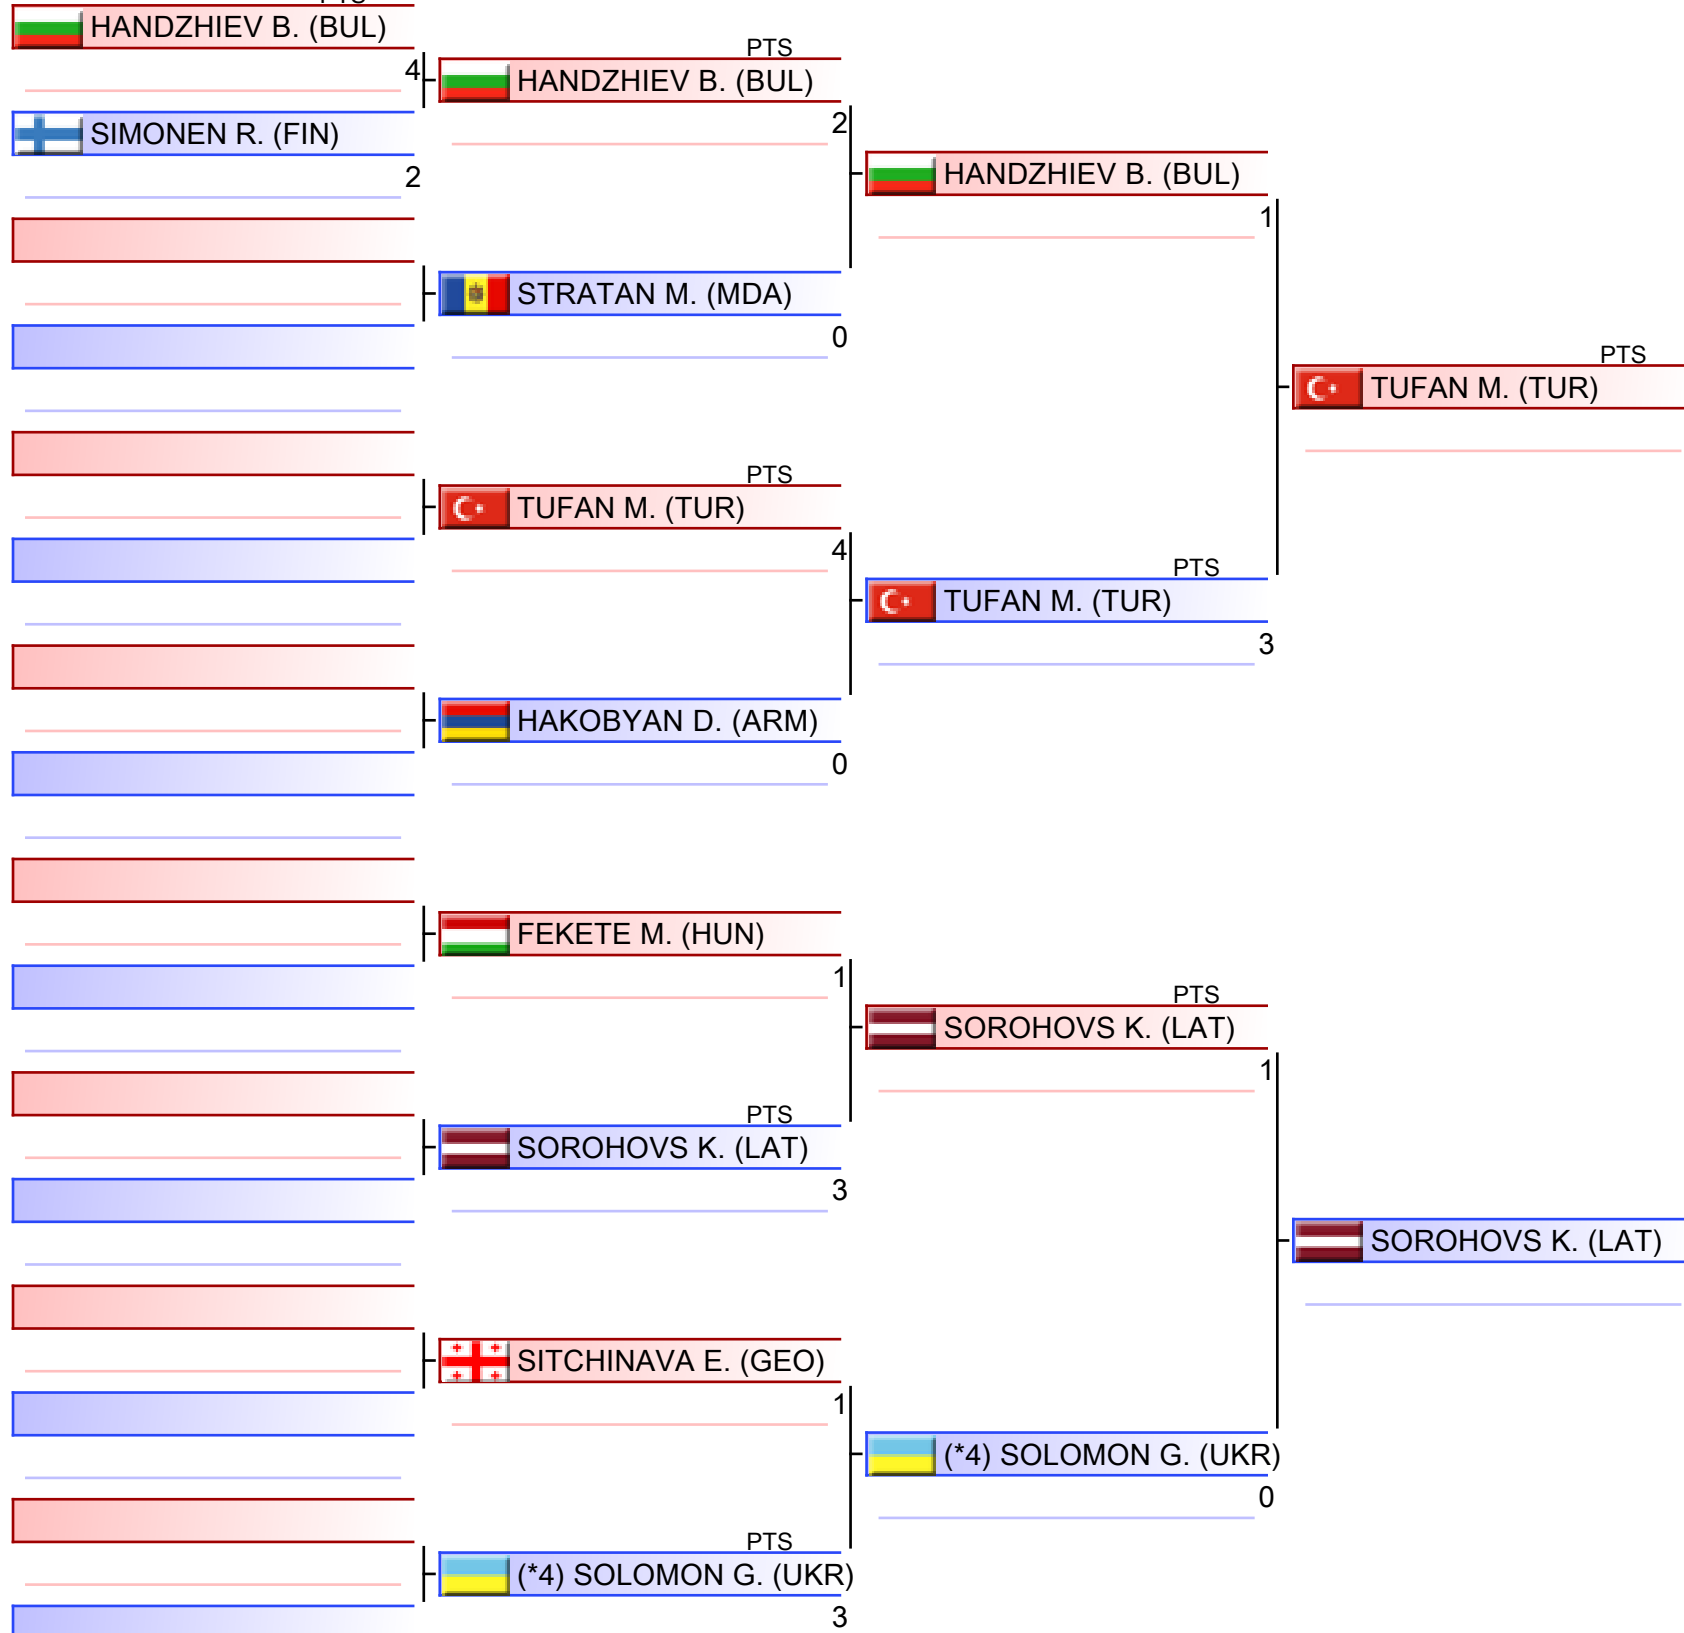 PTS
HANDZHIEV B. (BUL)
4
SIMONEN R. (FIN)
2
PTS
HANDZHIEV B. (BUL)
2
STRATAN M. (MDA)
0
PTS
TUFAN M. (TUR)
4
HAKOBYAN D. (ARM)
0
FEKETE M. (HUN)
1
PTS
SOROHOVS K. (LAT)
3
SITCHINAVA E. (GEO)
1
PTS
(*4) SOLOMON G. (UKR)
3
HANDZHIEV B. (BUL)
1
PTS
TUFAN M. (TUR)
3
PTS
SOROHOVS K. (LAT)
1
(*4) SOLOMON G. (UKR)
0
PTS
TUFAN M. (TUR)
SOROHOVS K. (LAT)